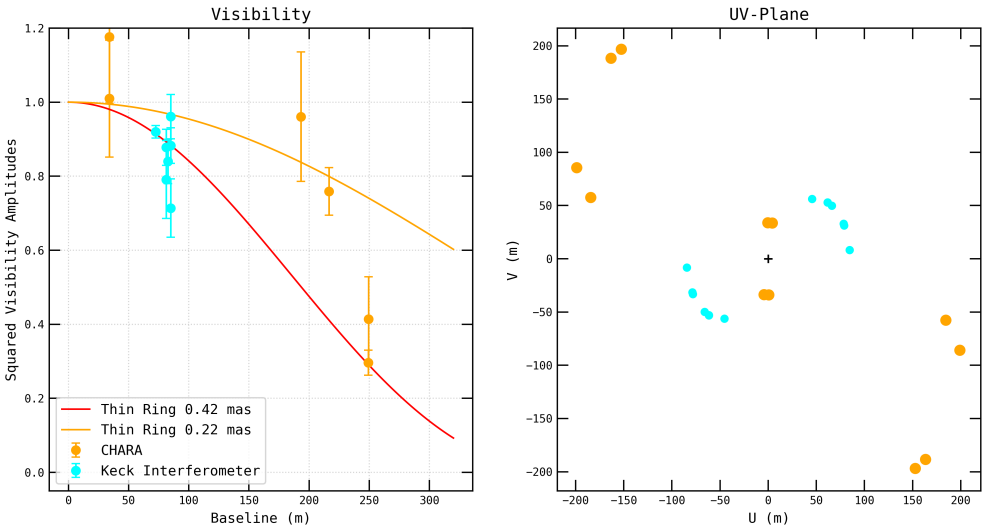 Visibility
Squared Visibility Amplitudes
1.2
1.0
0.8
0.6
0.4
0.2
0.0
Thin Ring 0.42 mas
Thin Ring 0.22 mas
CHARA
Keck Interferometer
0 50 100 150 200 250 300
Baseline (m)
UV-Plane
V (m)
200
150
100
50
0
−50
−100
−150
−200
−200 −150 −100 −50 0 50 100 150 200
U (m)